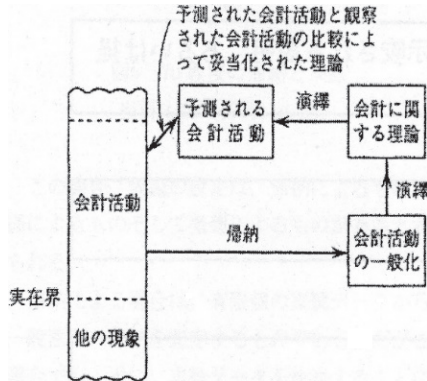 予測された会計活動と観察
された会計活動の比較によ
って妥当化された理論
予測される
会計活動
演繹
会計に関
する理論
演繹
会計活動
帰納
会計活動
の一般化
実在界
他の現象